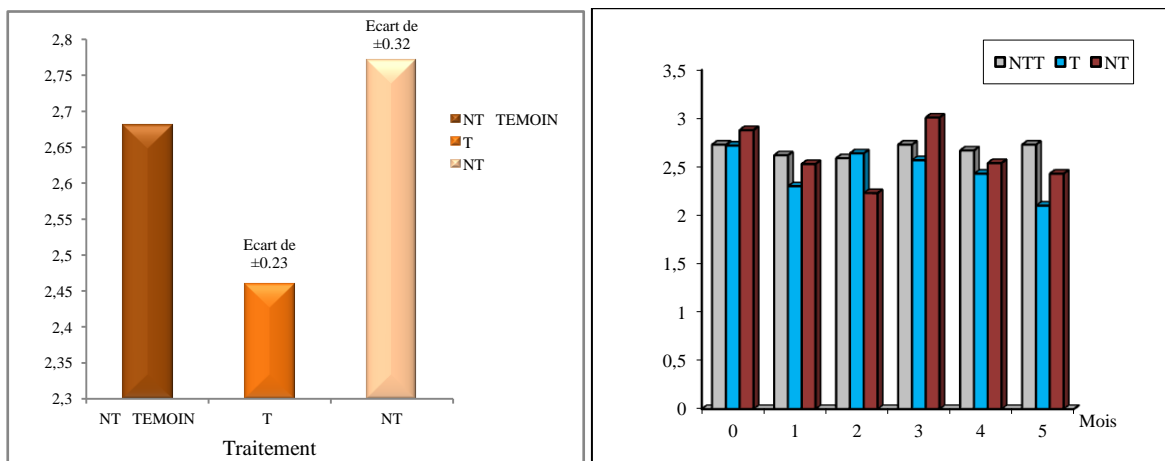 2,8
2,75
2,7
2,65
2,6
2,55
2,5
2,45
2,4
2,35
2,3
Ecart de
±0.32
Ecart de
±0.23
NT TEMOIN
T
NT
NT TEMOIN T NT
Traitement
NTT T NT
3,5
3
2,5
2
1,5
1
0,5
0
0 1 2 3 4 5 Mois